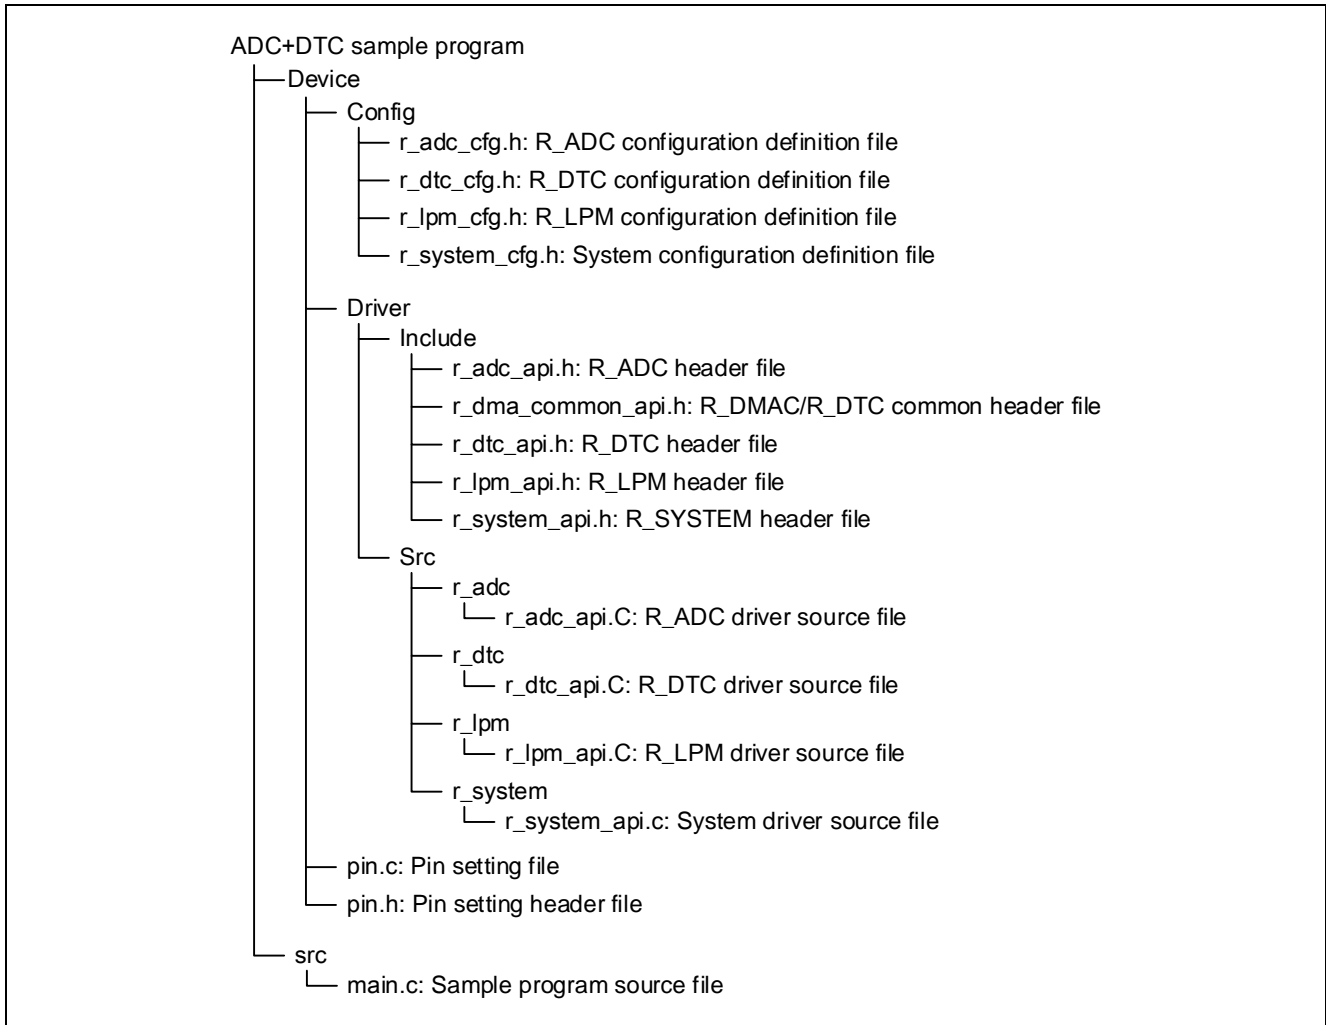 ADC+DTC sample program
Device
Config
r_adc_cfg.h: R_ADC configuration definition file
r_dtc_cfg.h: R_DTC configuration definition file
r_lpm_cfg.h: R_LPM configuration definition file
r_system_cfg.h: System configuration definition file
Driver
Include
r_adc_api.h: R_ADC header file
r_dma_common_api.h: R_DMAC/R_DTC common header file
r_dtc_api.h: R_DTC header file
r_lpm_api.h: R_LPM header file
r_system_api.h: R_SYSTEM header file
Src
r_adc
r_adc_api.C: R_ADC driver source file
r_dtc
r_dtc_api.C: R_DTC driver source file
r_lpm
r_lpm_api.C: R_LPM driver source file
r_system
r_system_api.c: System driver source file
pin.c: Pin setting file
pin.h: Pin setting header file
src
main.c: Sample program source file